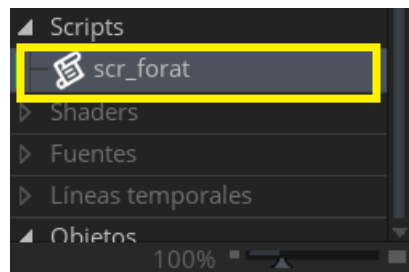 Scripts
scr_forat
Shaders
Fuentes
Líneas temporales
Objetos
100%